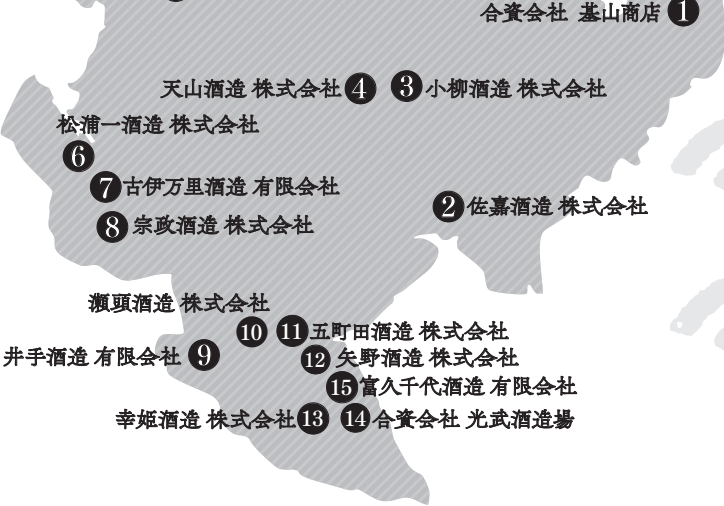 合資会社 基山商店 1
天山酒造 株式会社 4
3 小柳酒造 株式会社
松浦一酒造 株式会社
6
7 古伊万里酒造 有限会社
2 佐嘉酒造 株式会社
8 宗政酒造 株式会社
瀬頭酒造 株式会社
10
11 五町田酒造 株式会社
井手酒造 有限会社 9
12 矢野酒造 株式会社
15 富久千代酒造 有限会社
幸姫酒造 株式会社 13
14 合資会社 光武酒造場